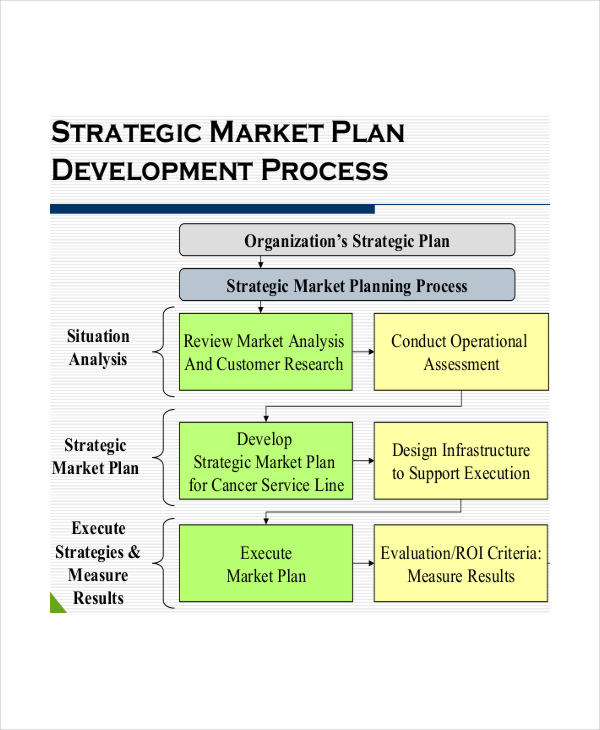 STRATEGIC MARKET PLAN
DEVELOPMENT PROCESS
Organization's Strategic Plan
Strategic Market Planning Process
Situation
Analysis
Review Market Analysis
And Customer Research
Conduct Operational
Assessment
Strategic
Market Plan
Develop
Strategic Market Plan
for Cancer Service Line
Design Infrastructure
to Support Execution
Execute
Strategies &
Measure
Results
Execute
Market Plan
Evaluation/ROI Criteria:
Measure Results